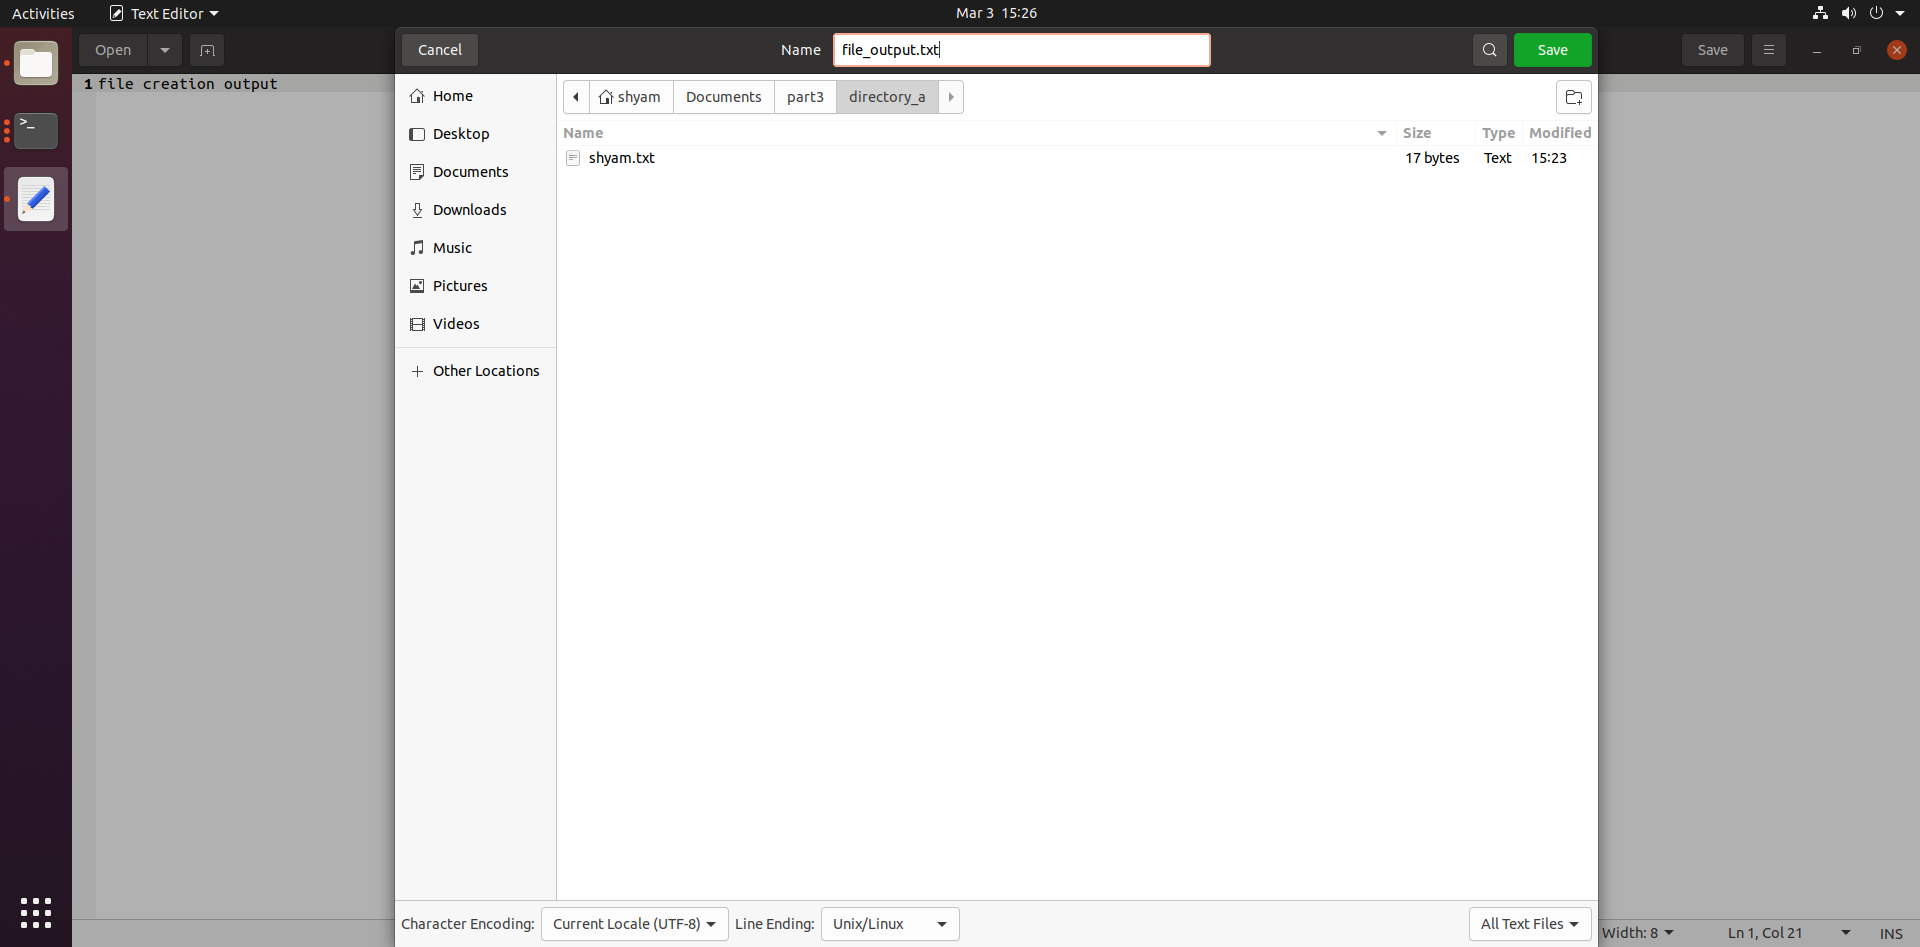 Activities Text Editor Mar 3 15:26
Open Cancel Name file_output.txt Save Save
1 file creation output
Home
Desktop
Documents
Downloads
Music
Pictures
Videos
Other Locations
shyam Documents part3 directory_a
Name Size Type Modified
shyam.txt 17 bytes Text 15:23
Character Encoding: Current Locale (UTF-8) Line Ending: Unix/Linux All Text Files
Width: 8 Ln 1, Col 21 INS